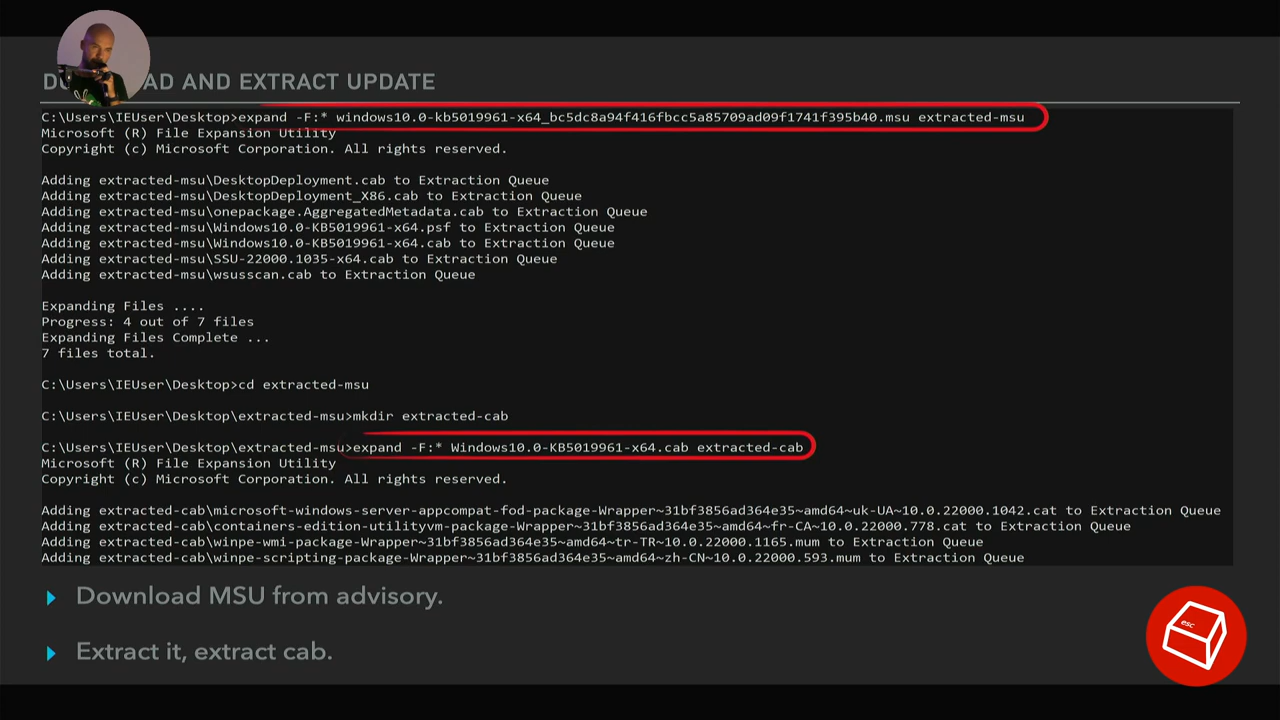 AD AND EXTRACT UPDATE
C:\Users\IEUser\Desktop>expand -F:* windows10.0-kb5019961-x64_bc5dc8a94f416fbcc5a85709ad09f1741f395b40.msu extracted-msu
Microsoft (R) File Expansion Utility
Copyright (c) Microsoft Corporation. All rights reserved.
Adding extracted-msu\DesktopDeployment.cab to Extraction Queue
Adding extracted-msu\DesktopDeployment_X86.cab to Extraction Queue
Adding extracted-msu\onepackage.AggregatedMetadata.cab to Extraction Queue
Adding extracted-msu\Windows10.0-KB5019961-x64.psf to Extraction Queue
Adding extracted-msu\Windows10.0-KB5019961-x64.cab to Extraction Queue
Adding extracted-msu\SSU-22000.1035-x64.cab to Extraction Queue
Adding extracted-msu\wsusscan.cab to Extraction Queue
Expanding Files ....
Progress: 4 out of 7 files
Expanding Files Complete ...
7 files total.
C:\Users\IEUser\Desktop>cd extracted-msu
C:\Users\IEUser\Desktop\extracted-msu>mkdir extracted-cab
C:\Users\IEUser\Desktop\extracted-msu>expand -F:* Windows10.0-KB5019961-x64.cab extracted-cab
Microsoft (R) File Expansion Utility
Copyright (c) Microsoft Corporation. All rights reserved.
Adding extracted-cab\microsoft-windows-server-appcompat-fod-package-Wrapper~31bf3856ad364e35~amd64~uk-UA~10.0.22000.1042.cat to Extraction Queue
Adding extracted-cab\containers-edition-utilityvm-package-Wrapper~31bf3856ad364e35~amd64~fr-CA~10.0.22000.778.cat to Extraction Queue
Adding extracted-cab\winpe-wmi-package-Wrapper~31bf3856ad364e35~amd64~tr-TR~10.0.22000.1165.mum to Extraction Queue
Adding extracted-cab\winpe-scripting-package-Wrapper~31bf3856ad364e35~amd64~zh-CN~10.0.22000.593.mum to Extraction Queue
Download MSU from advisory.
Extract it, extract cab.
esc